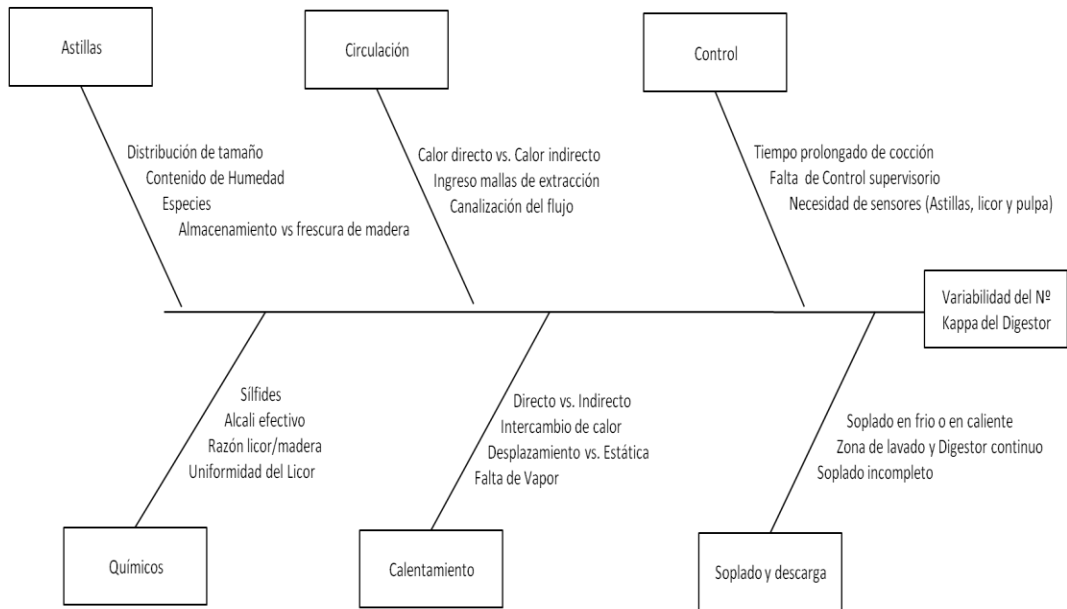 Astillas
Circulación
Control
Distribución de tamaño
Contenido de Humedad
Especies
Almacenamiento vs frescura de madera
Calor directo vs. Calor indirecto
Ingreso mallas de extracción
Canalización del flujo
Tiempo prolongado de cocción
Falta de Control supervisorio
Necesidad de sensores (Astillas, licor y pulpa)
Variabilidad del Nº
Kappa del Digestor
Sílfides
Alcali efectivo
Razón licor/madera
Uniformidad del Licor
Directo vs. Indirecto
Intercambio de calor
Desplazamiento vs. Estática
Falta de Vapor
Soplado en frio o en caliente
Zona de lavado y Digestor continuo
Soplado incompleto
Químicos
Calentamiento
Soplado y descarga